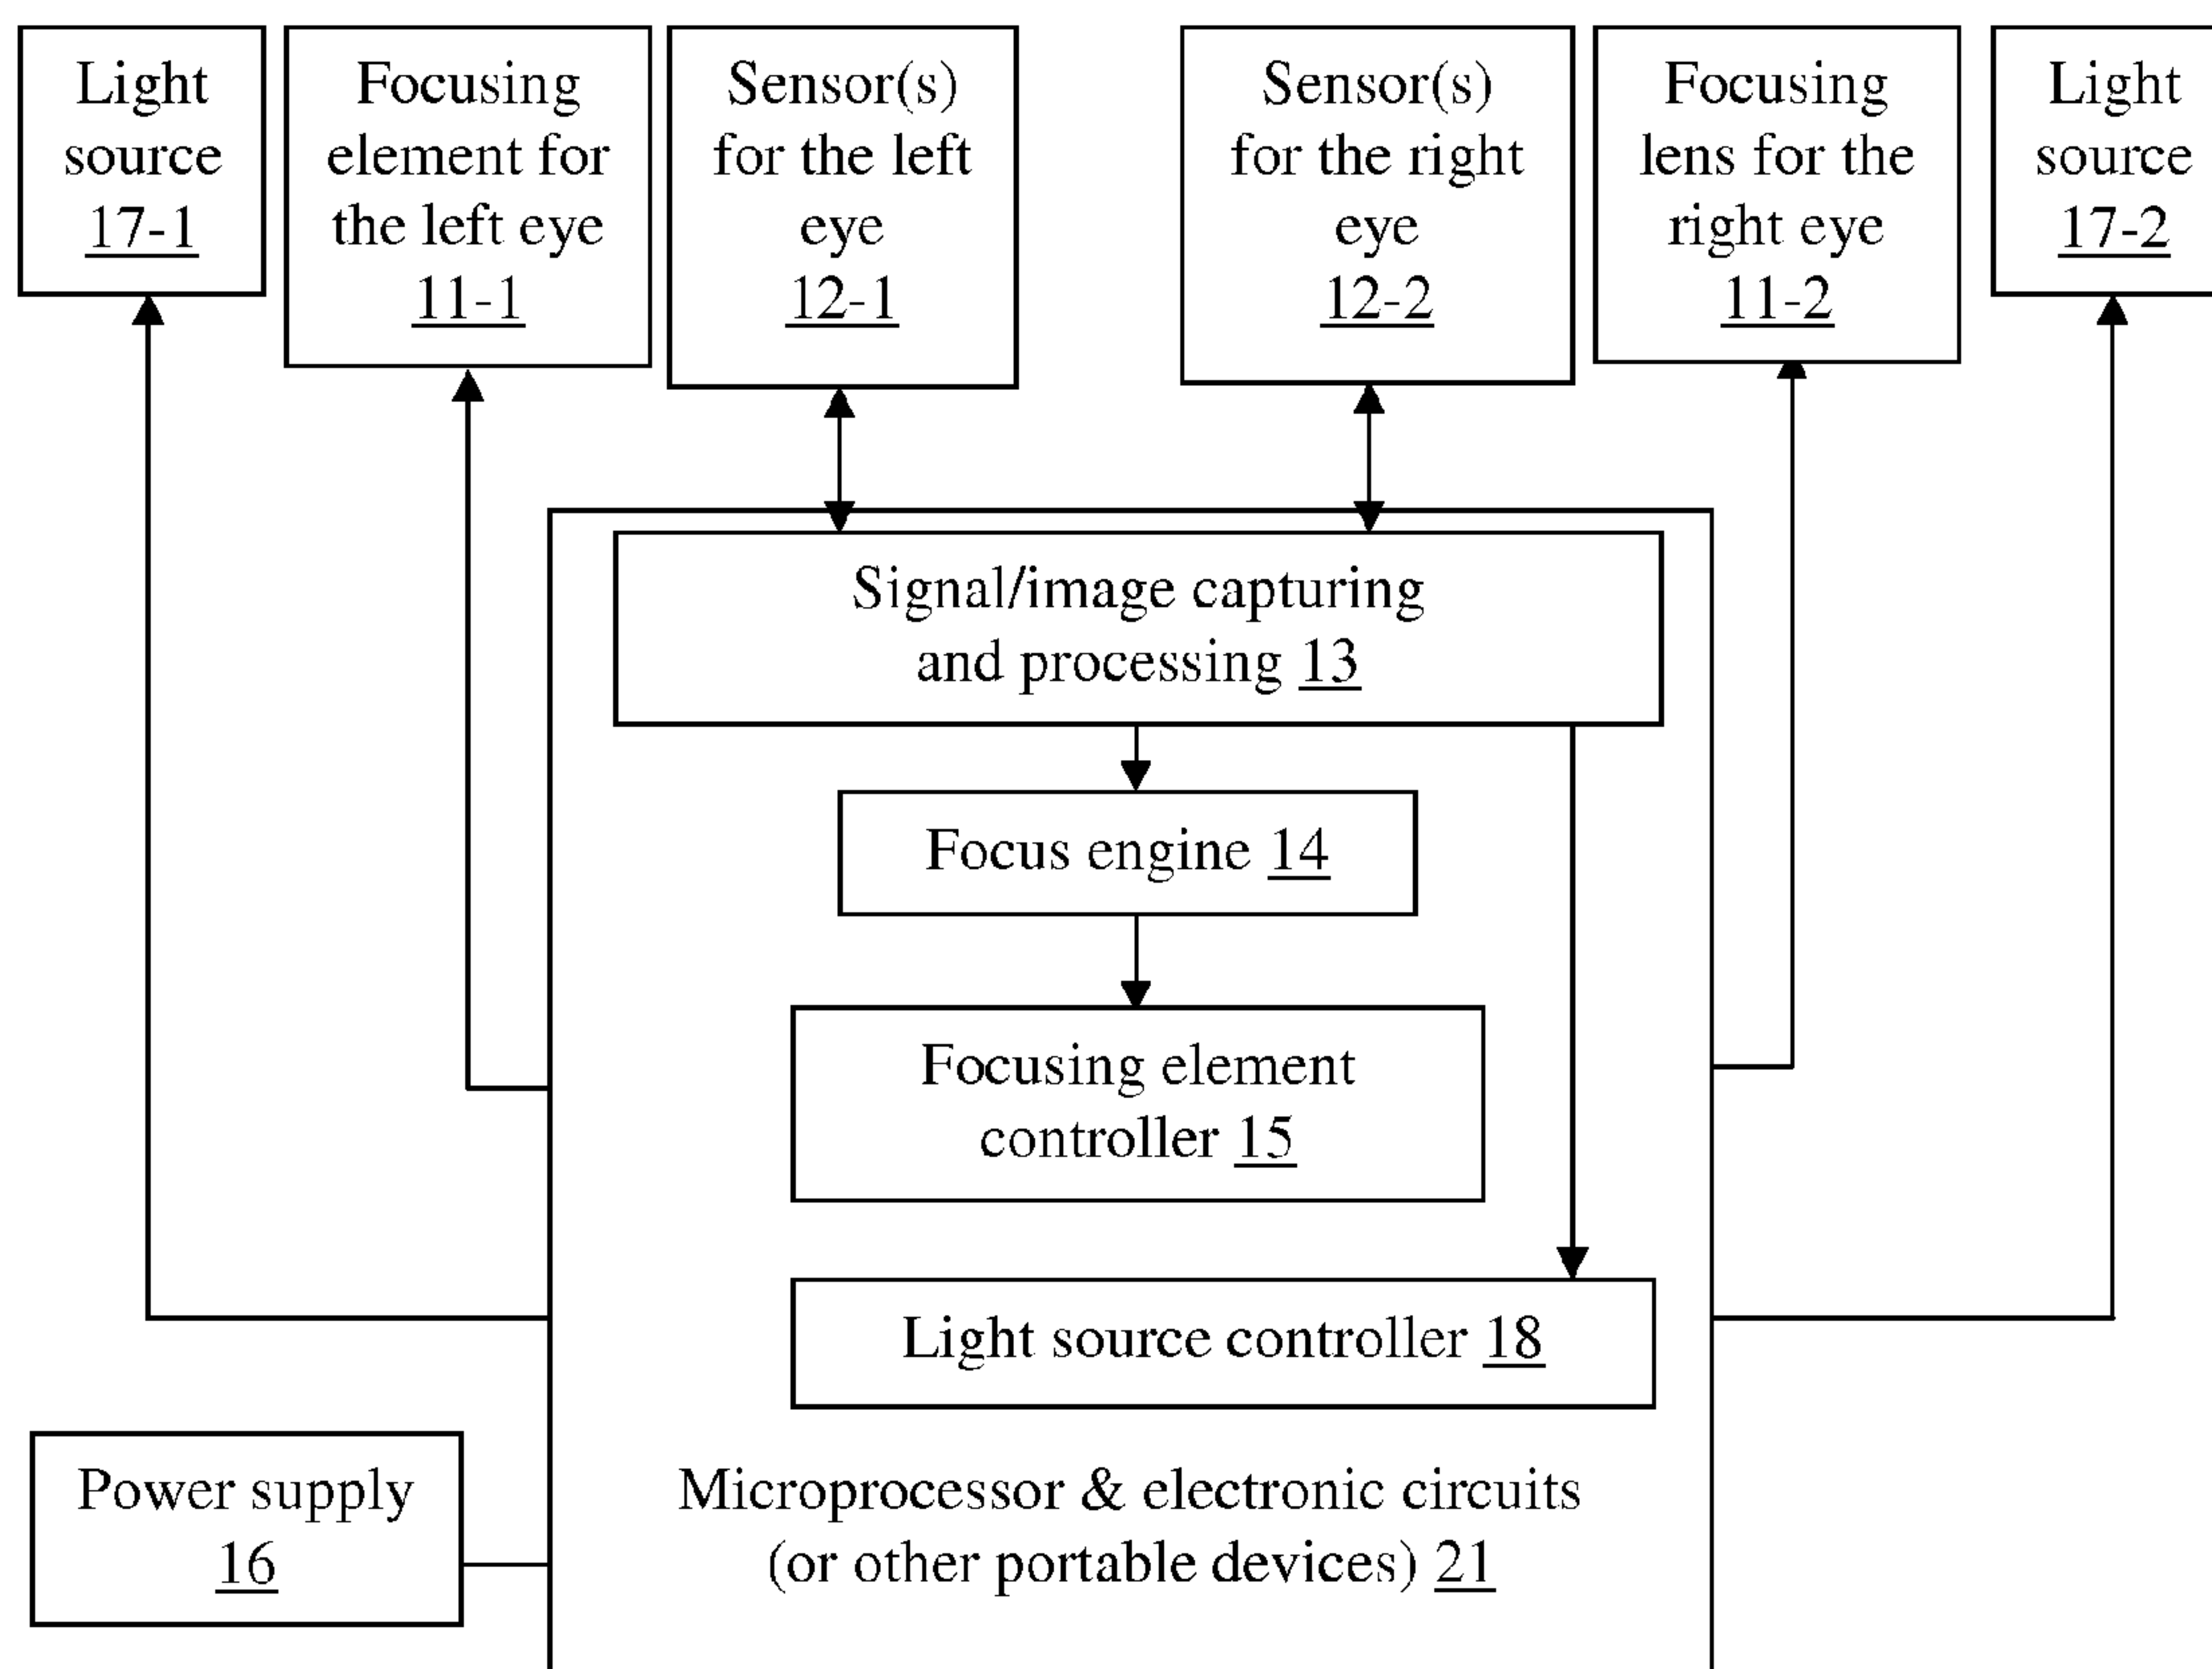 Light
source
17-1
Focusing
element for
the left eye
11-1
Sensor(s)
for the left
eye
12-1
Sensor(s)
for the right
eye
12-2
Focusing
lens for the
right eye
11-2
Light
source
17-2
Signal/image capturing
and processing 13
Focus engine 14
Focusing element
controller 15
Light source controller 18
Power supply
16
Microprocessor & electronic circuits
(or other portable devices) 21